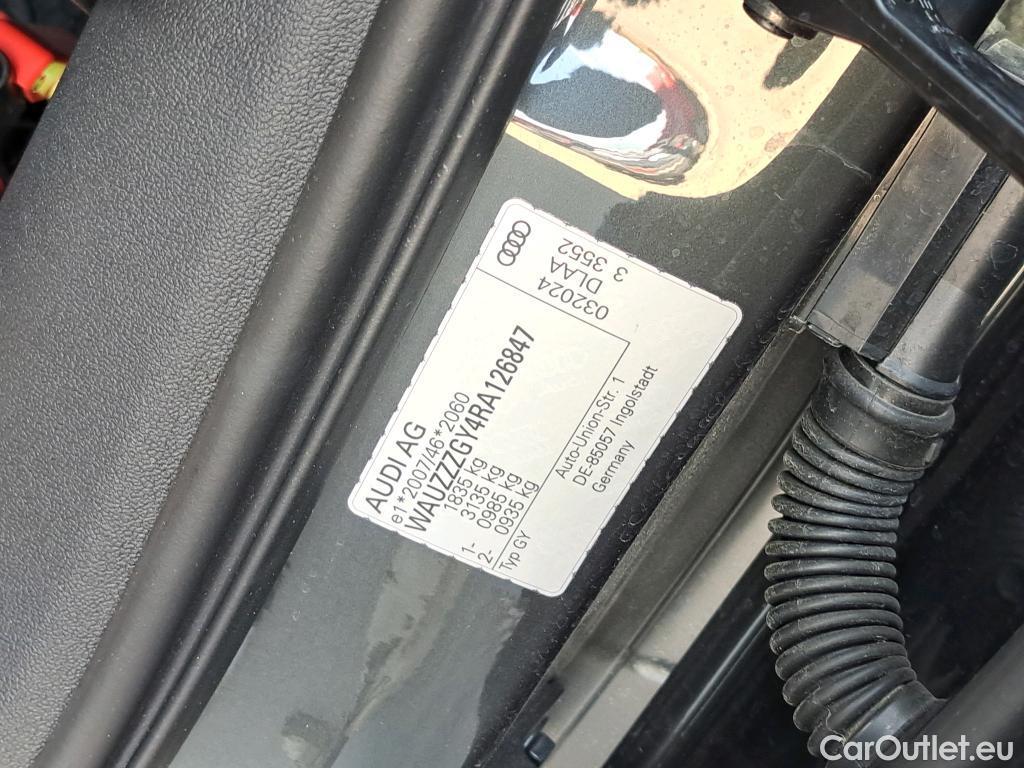 AUDI AG
e1*2007/46*2060
WAUZZZGY4RA126847
1835 kg
3135 kg
1- 0985 kg
2- 0935 kg
Typ GY
Auto-Union-Str. 1
DE-85057 Ingolstadt
Germany
032024
DLAA
3 3552
CarOutlet.eu